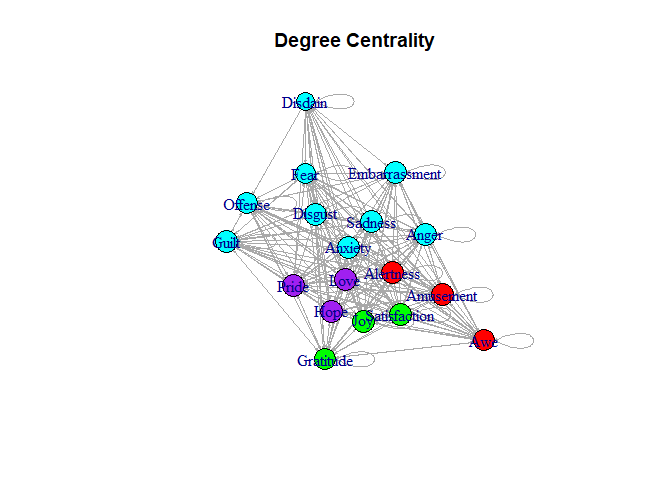 Degree Centrality
Disdain
Fear
Embarrassment
Offense
Disgust
Sadness
Guilt
Anxiety
Anger
Pride
Love
Alertness
Amusement
Hope
Joy
Satisfaction
Awe
Gratitude